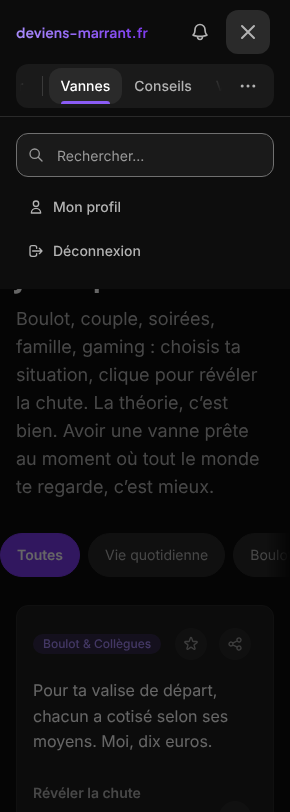 deviens-marrant.fr
Vannes Conseils
Rechercher...
Mon profil
Déconnexion
Boulot, couple, soirées,
famille, gaming : choisis ta
situation, clique pour révéler
la chute. La théorie, c'est
bien. Avoir une vanne prête
au moment où tout le monde
te regarde, c'est mieux.
Toutes Vie quotidienne Boulo
Boulot & Collègues
Pour ta valise de départ,
chacun a cotisé selon ses
moyens. Moi, dix euros.
Révéler la chute